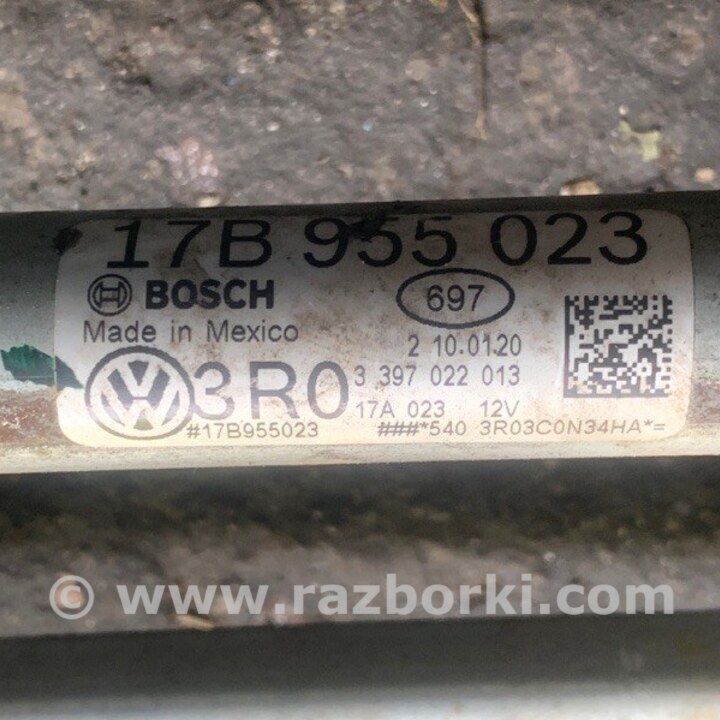 17B 955 023
BOSCH
697
Made in Mexico
2 10.01.20
3R0
3 397 022 013
17A 023 12V
#17B955023 ###*540 3R03C0N34HA*=
© www.razborki.com